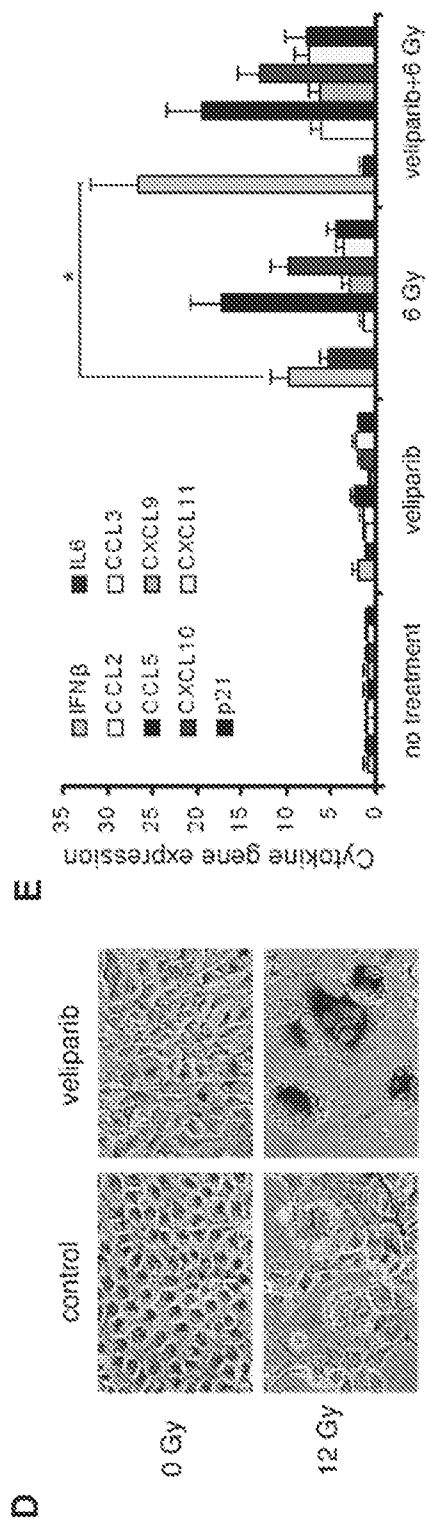 D
control veliparib
0 Gy
12 Gy
E
Cytokine gene expression
35
30
25
20
15
10
5
0
IFNβ IL6
CCL2 CCL3
CCL5 CXCL9
CXCL10 CXCL11
p21
*
no treatment veliparib 6 Gy veliparib+6 Gy